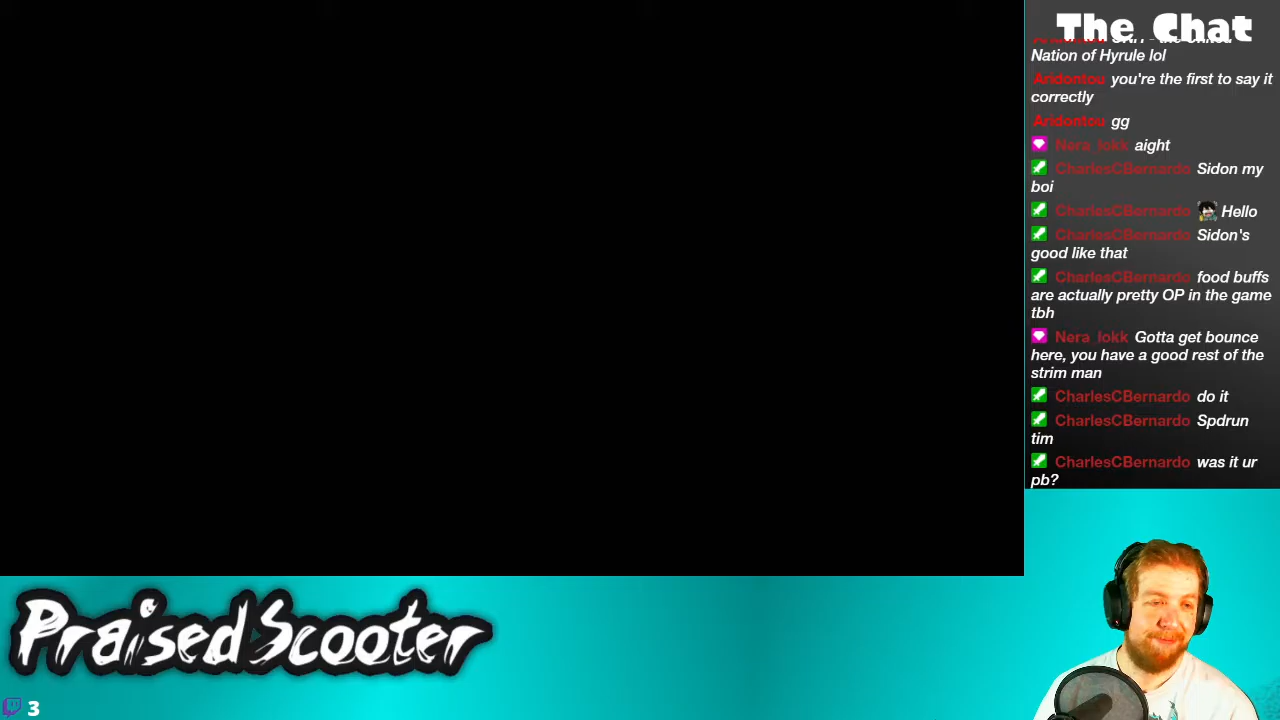 The Chat
Aridontou
Nation of Hyrule lol
Aridontou you're the first to say it
correctly
Aridontou gg
Nera_lokk aight
CharlesCBernardo Sidon my
boi
CharlesCBernardo Hello
CharlesCBernardo Sidon's
good like that
CharlesCBernardo food buffs
are actually pretty OP in the game
tbh
Nera_lokk Gotta get bounce
here, you have a good rest of the
strim man
CharlesCBernardo do it
CharlesCBernardo Spdrun
tim
CharlesCBernardo was it ur
pb?
PraisedScooter
3